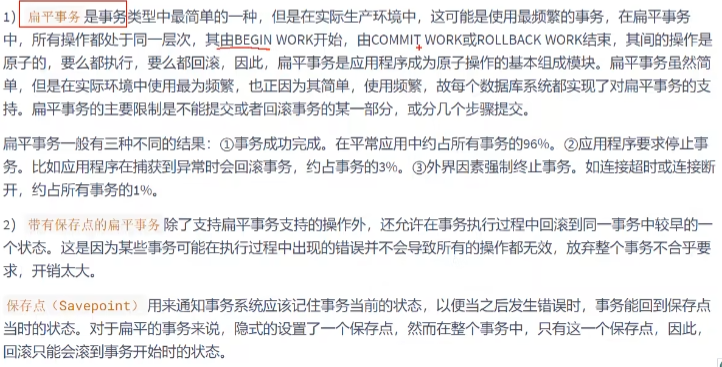 1) 扁平事务是事务类型中最简单的一种，但是在实际生产环境中，这可能是使用最频繁的事务，在扁平事务
中，所有操作都处于同一层次，其由BEGIN WORK开始，由COMMIT WORK或ROLLBACK WORK结束，其间的操作是
原子的，要么都执行，要么都回滚，因此，扁平事务是应用程序成为原子操作的基本组成模块。扁平事务虽然简
单，但是在实际环境中使用最为频繁，也正因为其简单，使用频繁，故每个数据库系统都实现了对扁平事务的支
持。扁平事务的主要限制是不能提交或者回滚事务的某一部分，或分几个步骤提交。
扁平事务一般有三种不同的结果：①事务成功完成。在平常应用中约占所有事务的96%。②应用程序要求停止事
务。比如应用程序在捕获到异常时会回滚事务，约占事务的3%。③外界因素强制终止事务。如连接超时或连接断
开，约占所有事务的1%。
2) 带有保存点的扁平事务 除了支持扁平事务支持的操作外，还允许在事务执行过程中回滚到同一事务中较早的一
个状态。这是因为某些事务可能在执行过程中出现的错误并不会导致所有的操作都无效，放弃整个事务不合乎要
求，开销太大。
保存点（Savepoint）用来通知事务系统应该记住事务当前的状态，以便当之后发生错误时，事务能回到保存点
当时的状态。对于扁平的事务来说，隐式的设置了一个保存点，然而在整个事务中，只有这一个保存点，因此，
回滚只能会滚到事务开始时的状态。